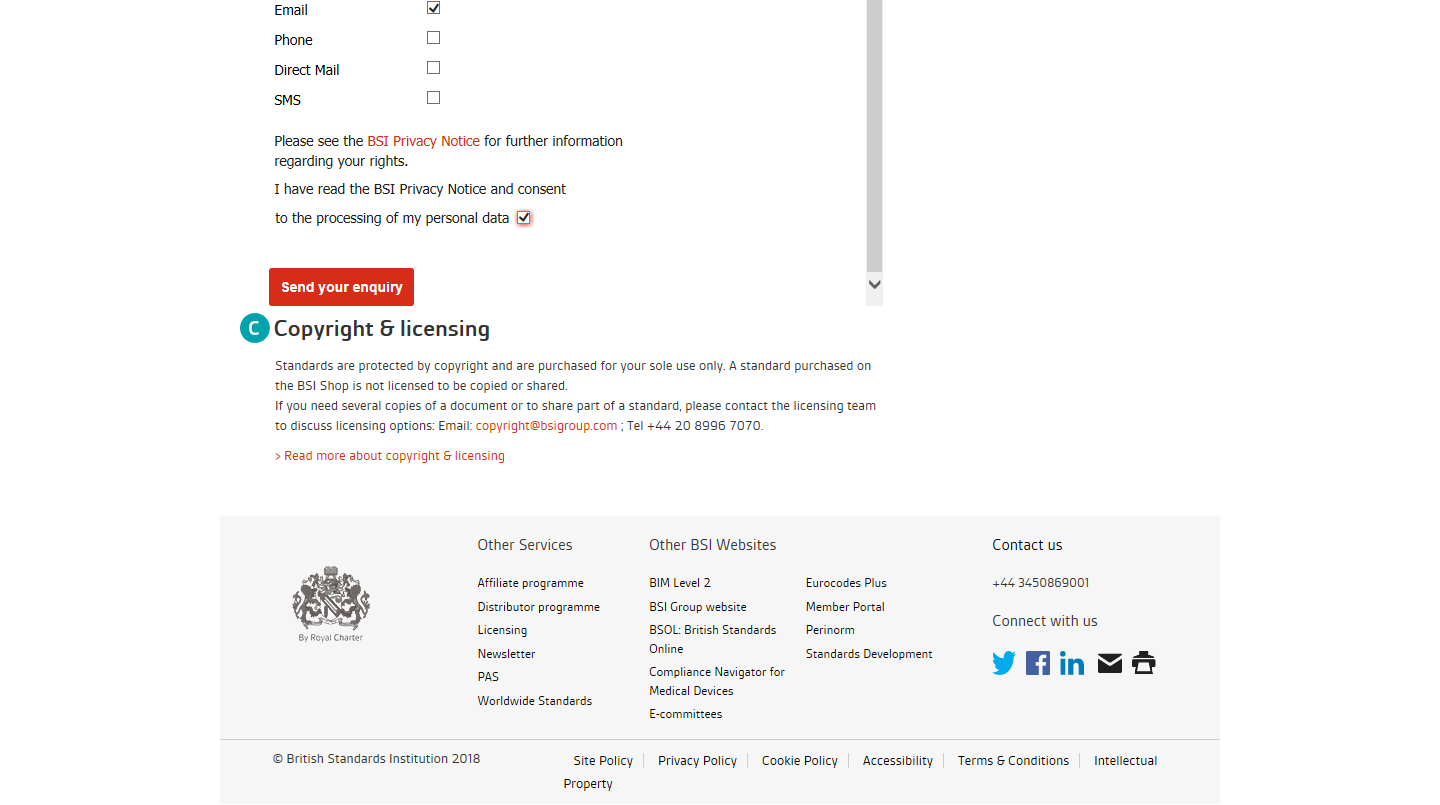 Email
Phone
Direct Mail
SMS
Please see the BSI Privacy Notice for further information
regarding your rights.
I have read the BSI Privacy Notice and consent
to the processing of my personal data
Send your enquiry
C Copyright & licensing
Standards are protected by copyright and are purchased for your sole use only. A standard purchased on
the BSI Shop is not licensed to be copied or shared.
If you need several copies of a document or to share part of a standard, please contact the licensing team
to discuss licensing options: Email: copyright@bsigroup.com ; Tel +44 20 8996 7070.
> Read more about copyright & licensing
By Royal Charter
Other Services
Affiliate programme
Distributor programme
Licensing
Newsletter
PAS
Worldwide Standards
Other BSI Websites
BIM Level 2
BSI Group website
BSOL: British Standards
Online
Compliance Navigator for
Medical Devices
E-committees
Eurocodes Plus
Member Portal
Perinorm
Standards Development
Contact us
+44 3450869001
Connect with us
© British Standards Institution 2018
Site Policy Privacy Policy Cookie Policy Accessibility Terms & Conditions Intellectual
Property